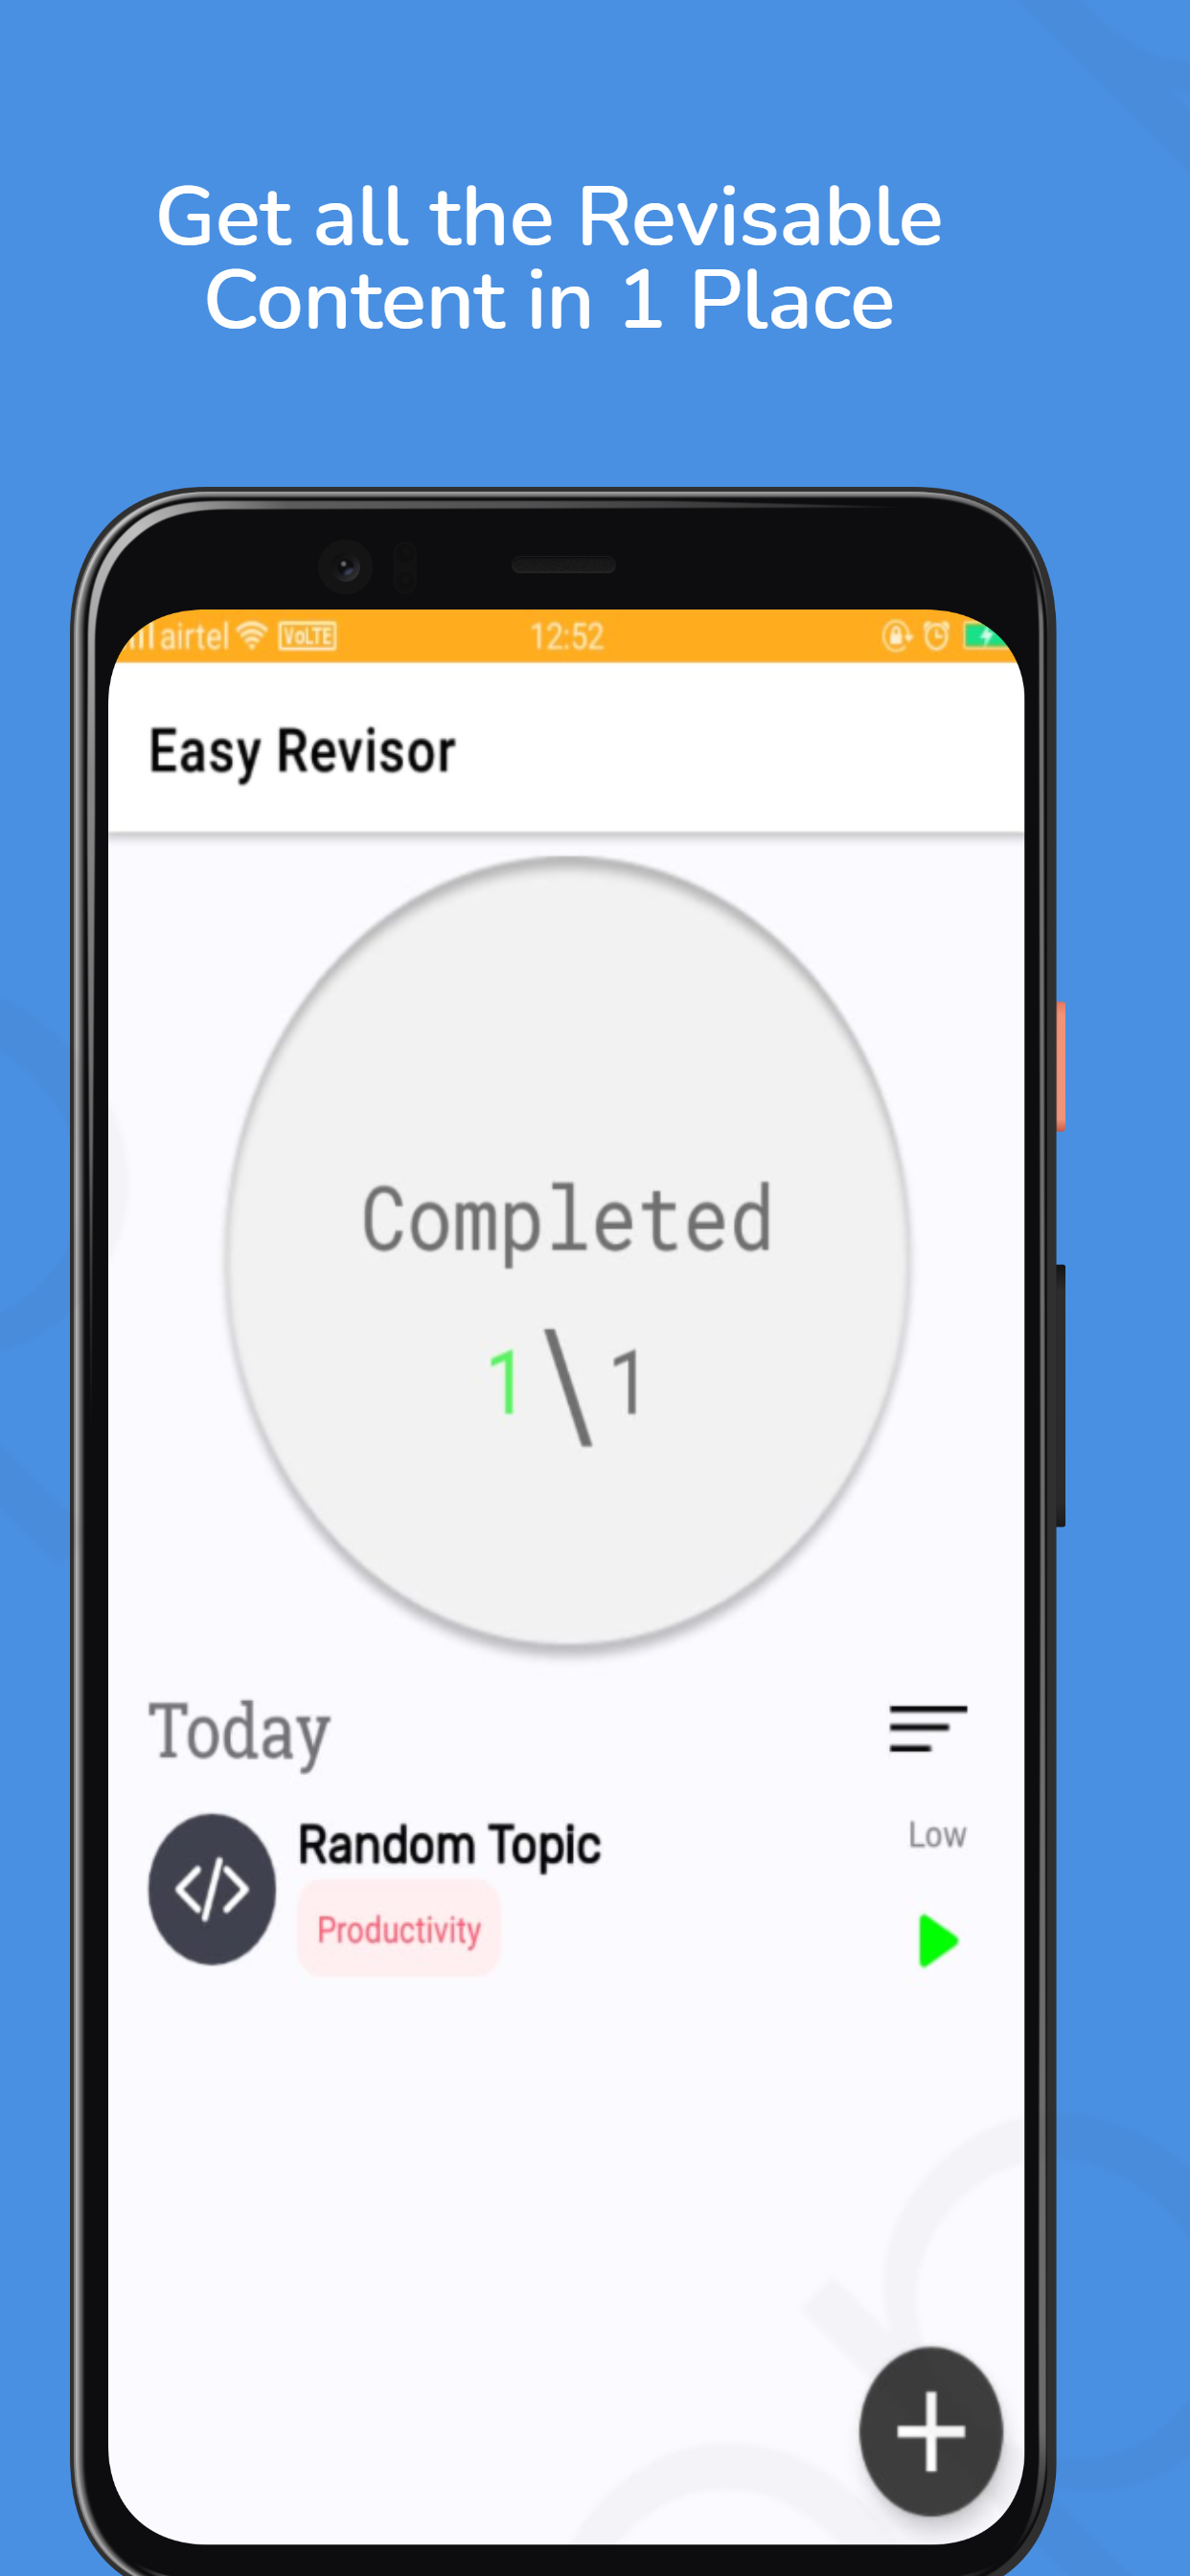 Get all the Revisable
Content in 1 Place
airtel VoLTE 12:52
Easy Revisor
Completed
1\1
Today
Random Topic Low
Productivity